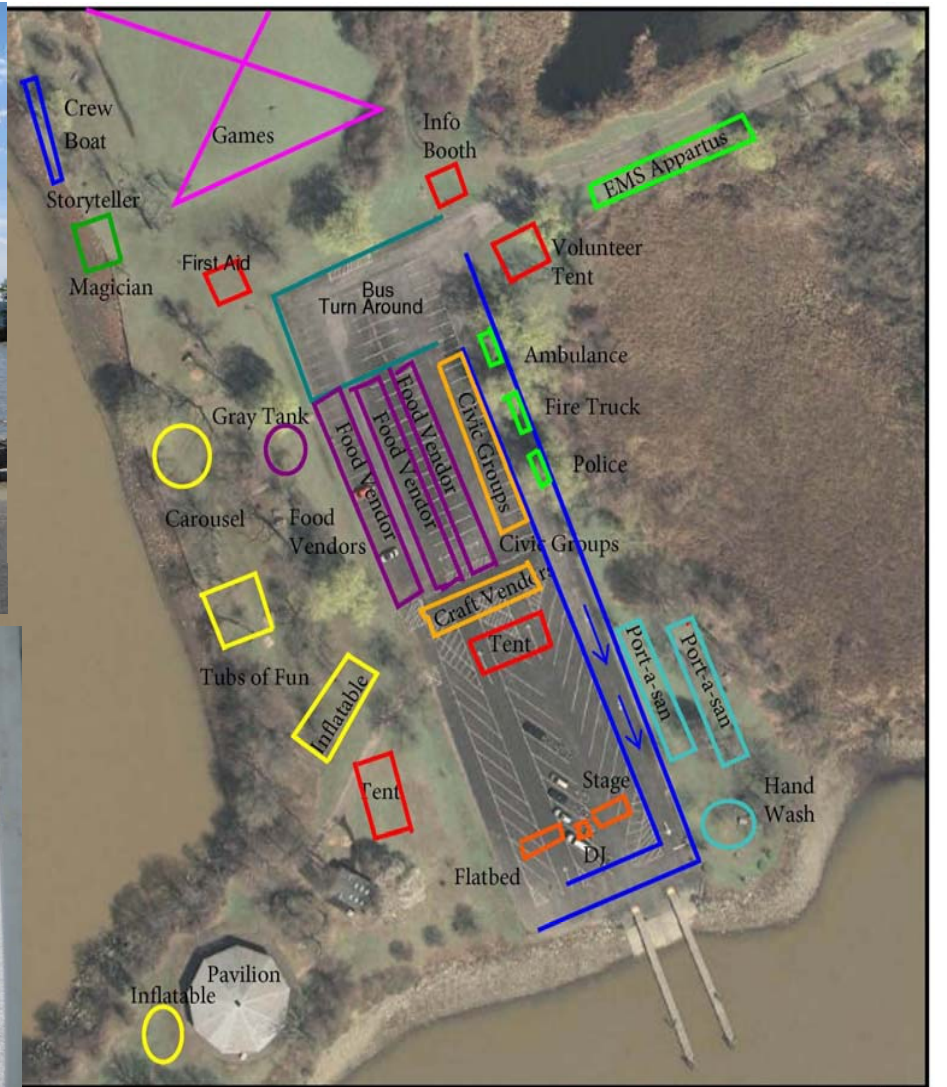 Crew
Boat
Games
Info
Booth
EMS Appartus
Storyteller
Magician
First Aid
Volunteer
Tent
Bus
Turn Around
Ambulance
Fire Truck
Police
Gray Tank
Food Vendor
Food Vendor
Food Vendor
Civic Groups
Carousel
Food
Vendors
Civic Groups
Craft Vendors
Tent
Port-a-san
Port-a-san
Tubs of Fun
Inflatable
Tent
Stage
Hand
Wash
DJ
Flatbed
Pavilion
Inflatable